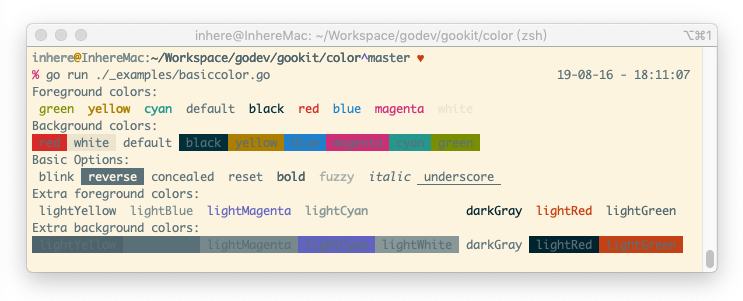 inhere@InhereMac:~/Workspace/godev/gookit/color (zsh)
⌥⌘1
inhere@InhereMac:~/Workspace/godev/gookit/color^master ♥
% go run ./_examples/basiccolor.go 19-08-16 - 18:11:07
Foreground colors:
green yellow cyan default black red blue magenta white
Background colors:
red white default black yellow blue magenta cyan green
Basic Options:
blink reverse concealed reset bold fuzzy italic underscore
Extra foreground colors:
lightYellow lightBlue lightMagenta lightCyan darkGray lightRed lightGreen
Extra background colors:
lightYellow lightMagenta lightCyan lightWhite darkGray lightRed lightGreen